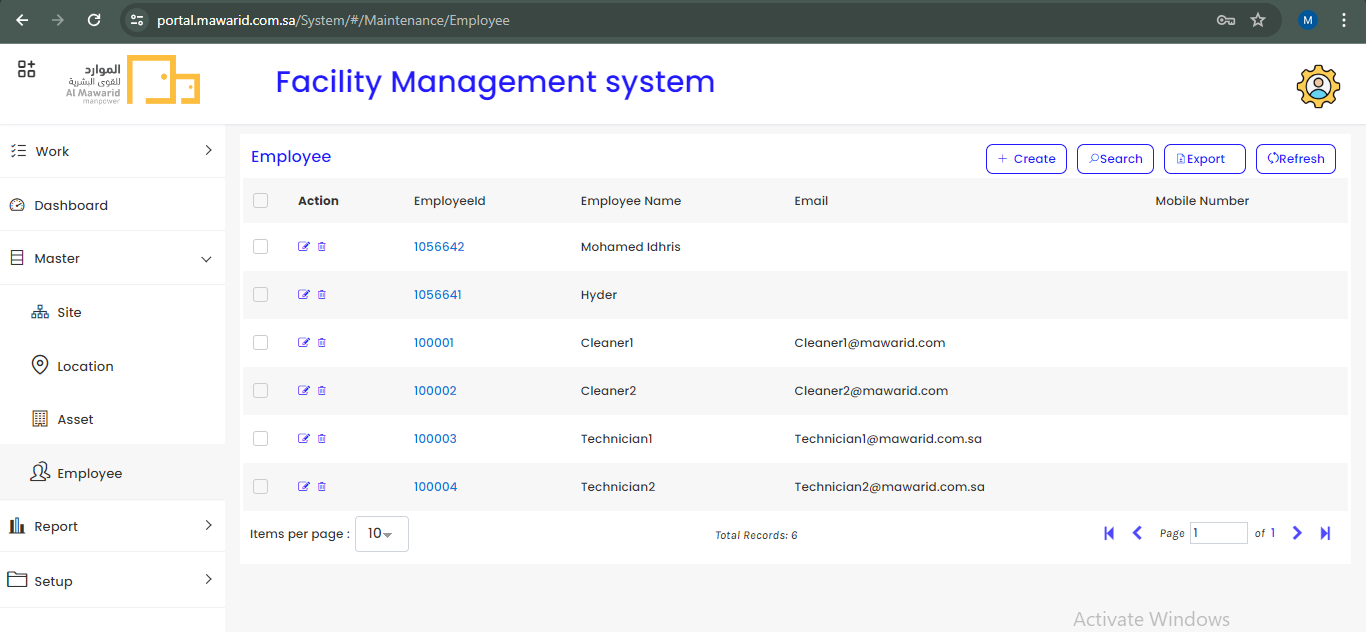 portal.mawarid.com.sa/System/#/Maintenance/Employee
M
الموارد
للقوى البشرية
Al Mawarid
manpower
Facility Management system
Work
Dashboard
Master
Site
Location
Asset
Employee
Report
Setup
Employee
+ Create
Search
Export
Refresh
Action EmployeeId Employee Name Email Mobile Number
1056642 Mohamed Idhris
1056641 Hyder
100001 Cleaner1 Cleaner1@mawarid.com
100002 Cleaner2 Cleaner2@mawarid.com
100003 Technician1 Technician1@mawarid.com.sa
100004 Technician2 Technician2@mawarid.com.sa
Items per page : 10
Total Records: 6
Page 1 of 1
Activate Windows